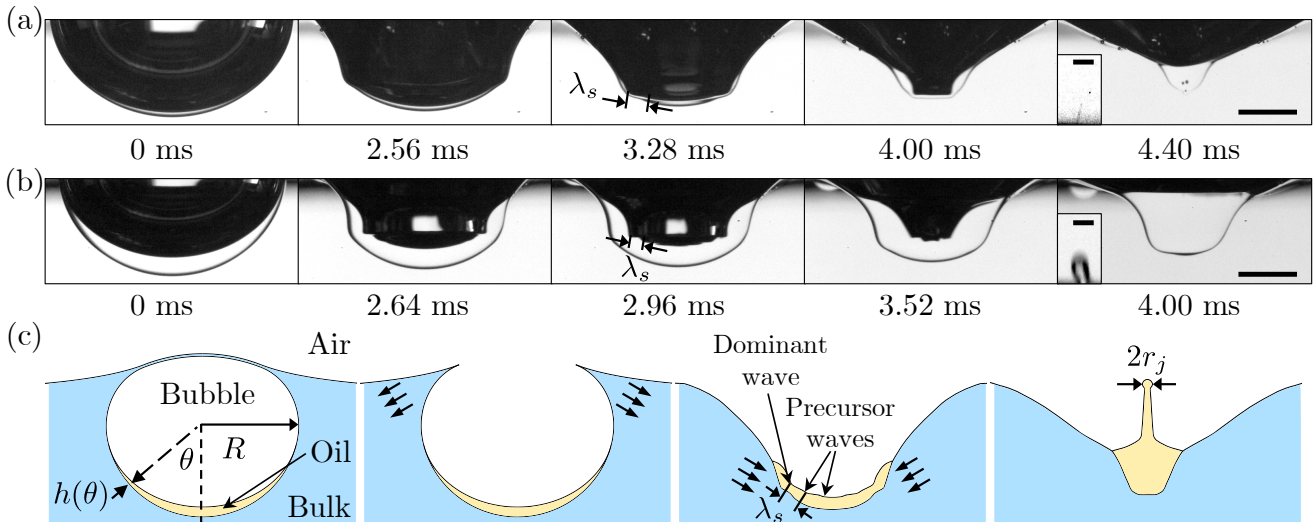 (a)
λs
0 ms
2.56 ms
3.28 ms
4.00 ms
4.40 ms
(b)
λs
0 ms
2.64 ms
2.96 ms
3.52 ms
4.00 ms
(c)
Air
Bubble
R
θ
Oil
h(θ)
Bulk
Dominant
wave
Precursor
waves
λs
2rj